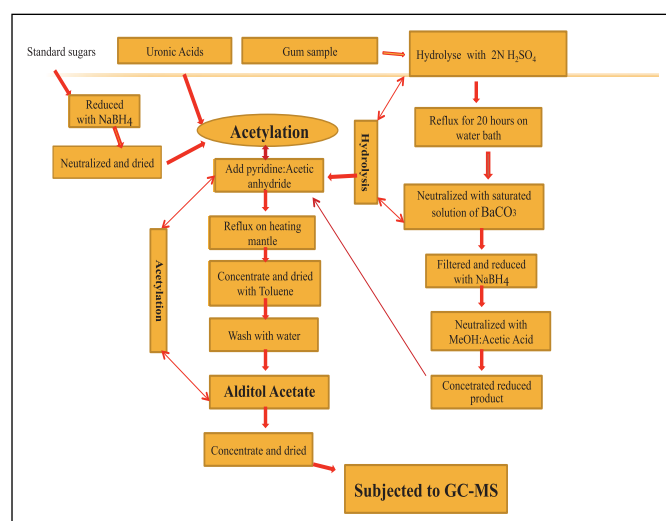 Standard sugars
Uronic Acids
Gum sample
Hydrolyse with 2N H₂SO₄
Reduced
with NaBH4
Neutralized and dried
Acetylation
Add pyridine:Acetic
anhydride
Hydrolysis
Reflux for 20 hours on
water bath
Neutralized with saturated
solution of BaCO3
Reflux on heating
mantle
Filtered and reduced
with NaBH4
Acetylation
Concentrate and dried
with Toluene
Wash with water
Neutralized with
MeOH:Acetic Acid
Alditol Acetate
Concetrated reduced
product
Concentrate and dried
Subjected to GC-MS